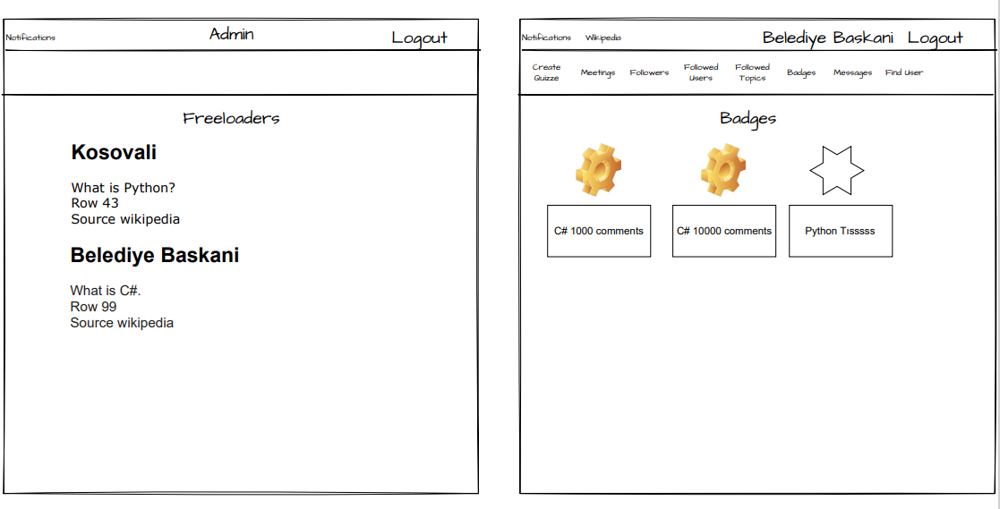 Notifications
Admin
Logout
Freeloaders
Kosovali
What is Python?
Row 43
Source wikipedia
Belediye Baskani
What is C#.
Row 99
Source wikipedia
Notifications Wikipedia
Belediye Baskani Logout
Create
Quizze
Meetings
Followers
Followed
Users
Followed
Topics
Badges
Messages
Find User
Badges
C# 1000 comments
C# 10000 comments
Python Tısssss